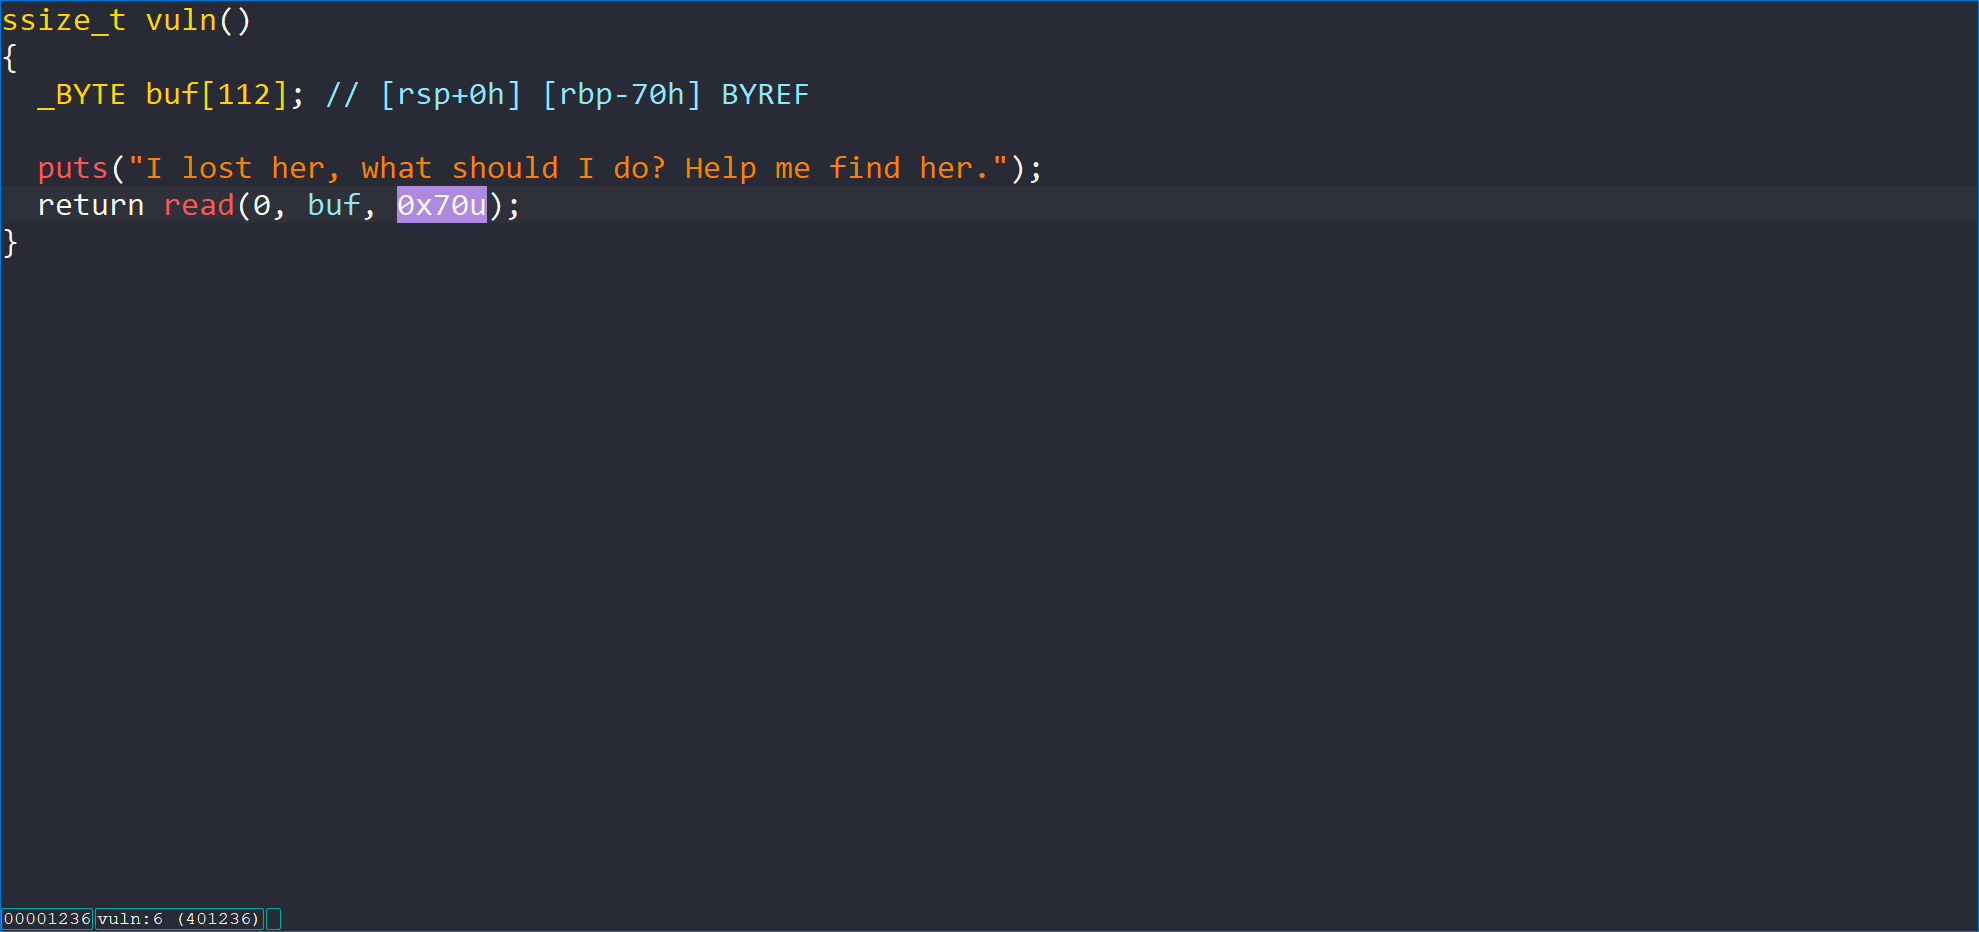 ssize_t vuln()
{
  _BYTE buf[112]; // [rsp+0h] [rbp-70h] BYREF

  puts("I lost her, what should I do? Help me find her.");
  return read(0, buf, 0x70u);
}
00001236 vuln:6 (401236)